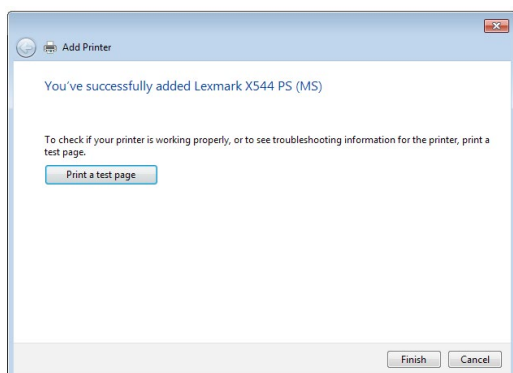 Add Printer
You've successfully added Lexmark X544 PS (MS)
To check if your printer is working properly, or to see troubleshooting information for the printer, print a
test page.
Print a test page
Finish Cancel